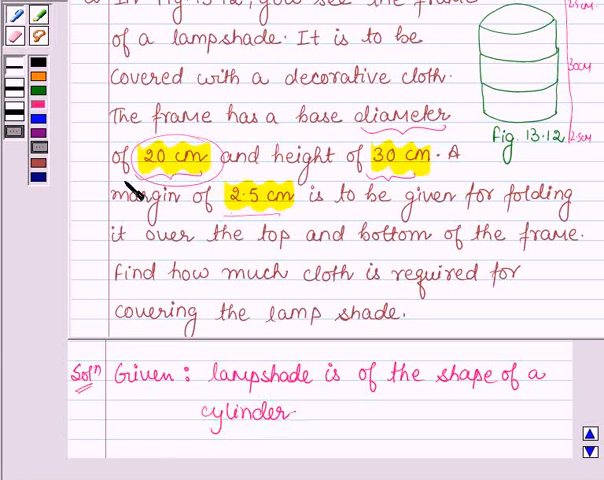 of a lampshade. It is to be
Covered with a decorative cloth.
The frame has a base diameter
of 20 cm and height of 30 cm. A
margin of 2.5 cm is to be given for folding
it over the top and bottom of the frame.
Find how much cloth is required for
covering the lamp shade.
2.5cm
30cm
2.5cm
Fig. 13.12
Solⁿ Given: lampshade is of the shape of a
cylinder.